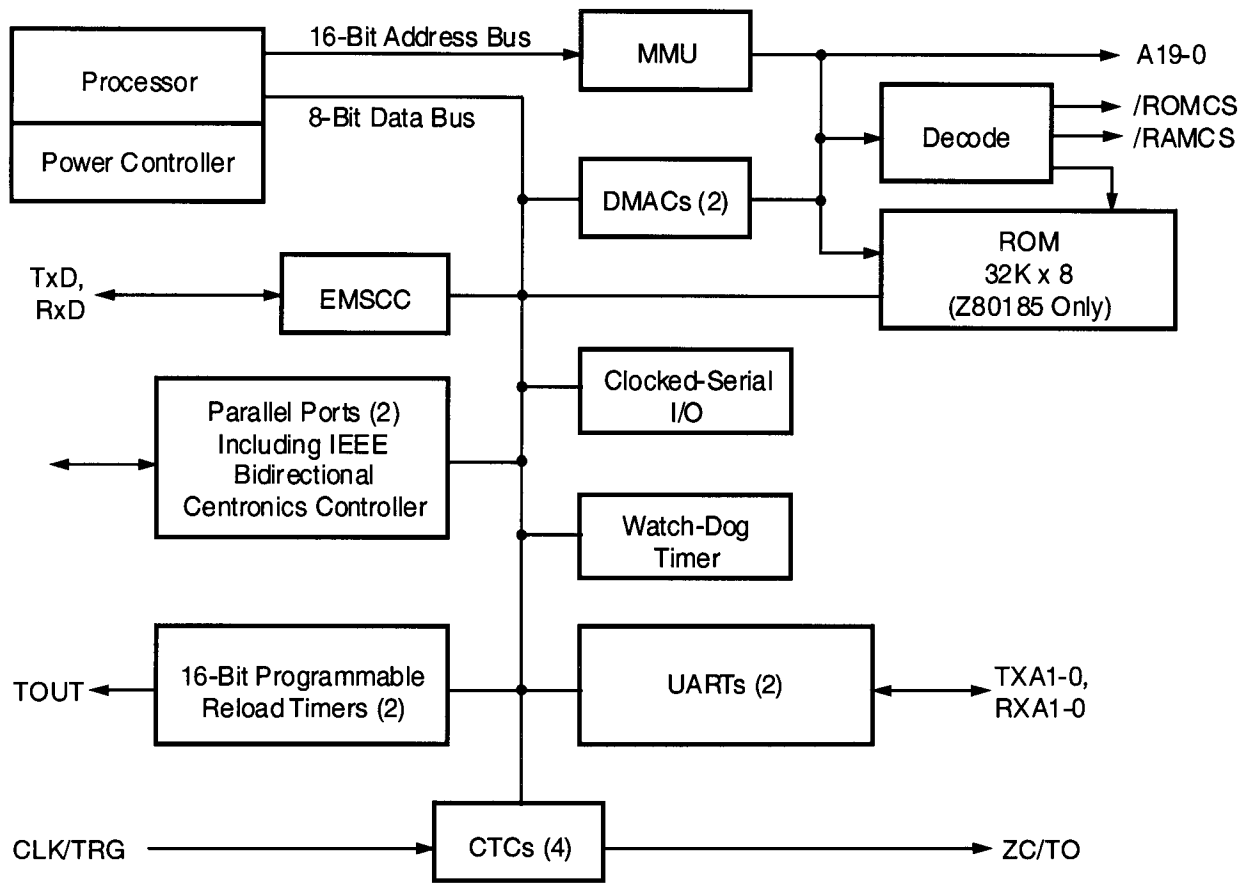 16-Bit Address Bus
MMU
A19-0
Processor
8-Bit Data Bus
/ROMCS
Decode
/RAMCS
Power Controller
DMACs (2)
ROM
32K x 8
(Z80185 Only)
TxD,
RxD
EMSCC
Clocked-Serial
I/O
Parallel Ports (2)
Including IEEE
Bidirectional
Centronics Controller
Watch-Dog
Timer
TOUT
16-Bit Programmable
Reload Timers (2)
UARTs (2)
TXA1-0,
RXA1-0
CLK/TRG
CTCs (4)
ZC/TO